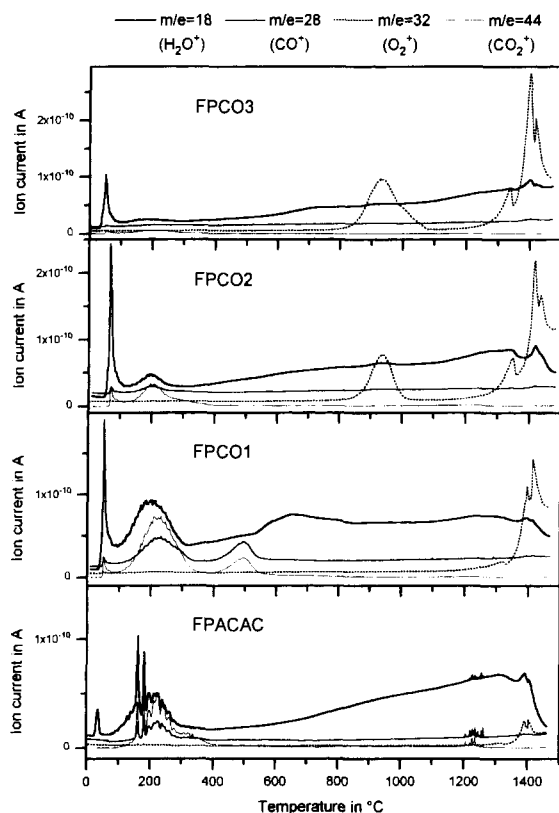 m/e=18 m/e=28 m/e=32 m/e=44
(H₂O⁺) (CO⁺) (O₂⁺) (CO₂⁺)
FPCO3
2x10⁻¹⁰
1x10⁻¹⁰
0
Ion current in A
FPCO2
2x10⁻¹⁰
1x10⁻¹⁰
0
Ion current in A
FPCO1
1x10⁻¹⁰
0
Ion current in A
FPACAC
1x10⁻¹⁰
0
Ion current in A
0 200 400 600 800 1000 1200 1400
Temperature in °C